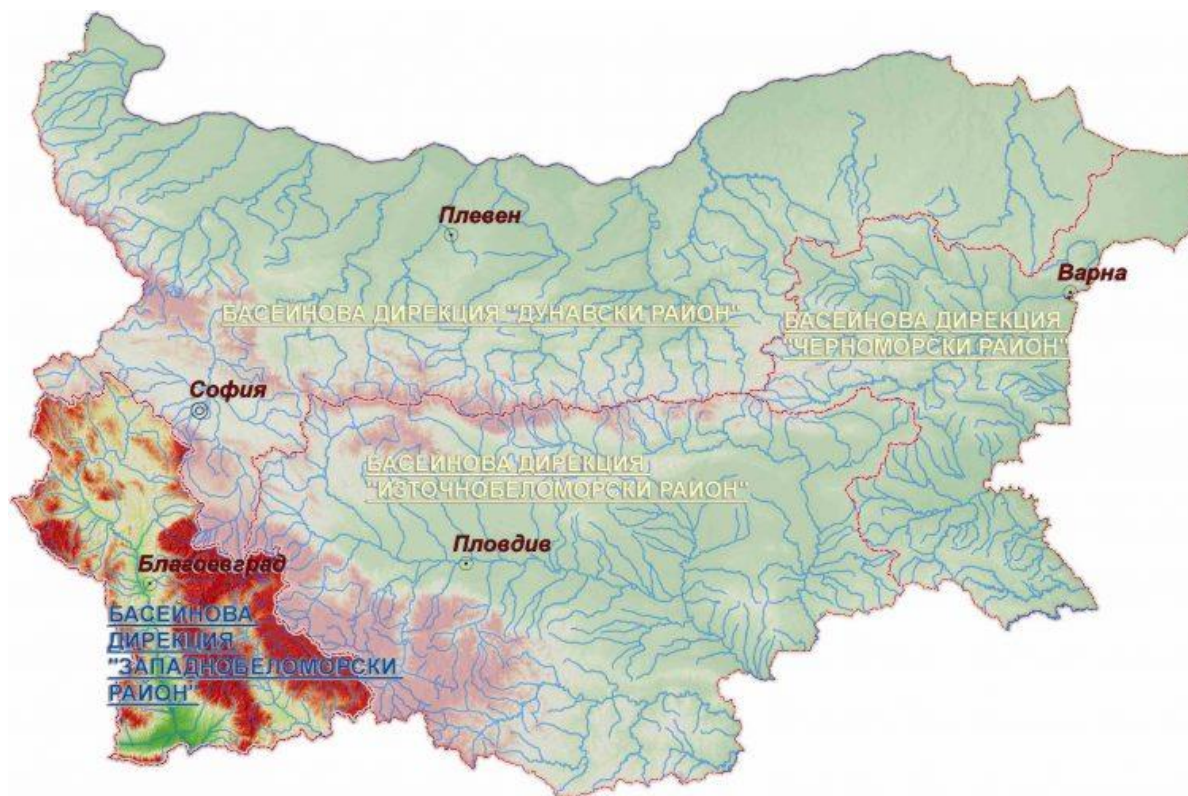 Плевен
Варна
БАСЕЙНОВА ДИРЕКЦИЯ "ДУНАВСКИ РАЙОН"
БАСЕЙНОВА ДИРЕКЦИЯ
"ЧЕРНОМОРСКИ РАЙОН"
София
БАСЕЙНОВА ДИРЕКЦИЯ
"ИЗТОЧНОБЕЛОМОРСКИ РАЙОН"
Пловдив
Благоевград
БАСЕЙНОВА
ДИРЕКЦИЯ
"ЗАПАДНОБЕЛОМОРСКИ
РАЙОН"